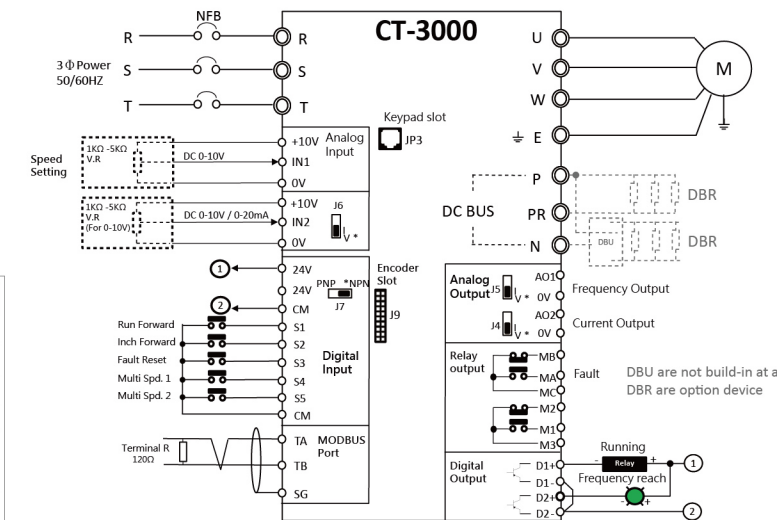 CT-3000
NFB
R
R
3Φ Power
50/60HZ
S
S
T
T
U
V
W
E
M
Keypad slot
JP3
Speed
Setting
1KΩ -5KΩ
V.R
DC 0-10V
+10V
IN1
0V
Analog
Input
1KΩ -5KΩ
V.R
(For 0-10V)
DC 0-10V / 0-20mA
+10V
IN2
0V
J6
V *
DC BUS
P
PR
N
DBR
DBU
DBR
1
24V
24V
2
CM
PNP *NPN
J7
Encoder
Slot
J9
Run Forward
S1
Inch Forward
S2
Fault Reset
S3
Multi Spd. 1
S4
Multi Spd. 2
S5
CM
Digital
Input
Analog
Output
J5
V *
AO1
0V
Frequency Output
J4
V *
AO2
0V
Current Output
Relay
output
MB
MA
MC
Fault
M2
M1
M3
DBU are not build-in at a
DBR are option device
Terminal R
120Ω
TA
TB
SG
MODBUS
Port
Digital
Output
D1+
D1-
D2+
D2-
Running
- Relay +
1
Frequency reach
- +
2